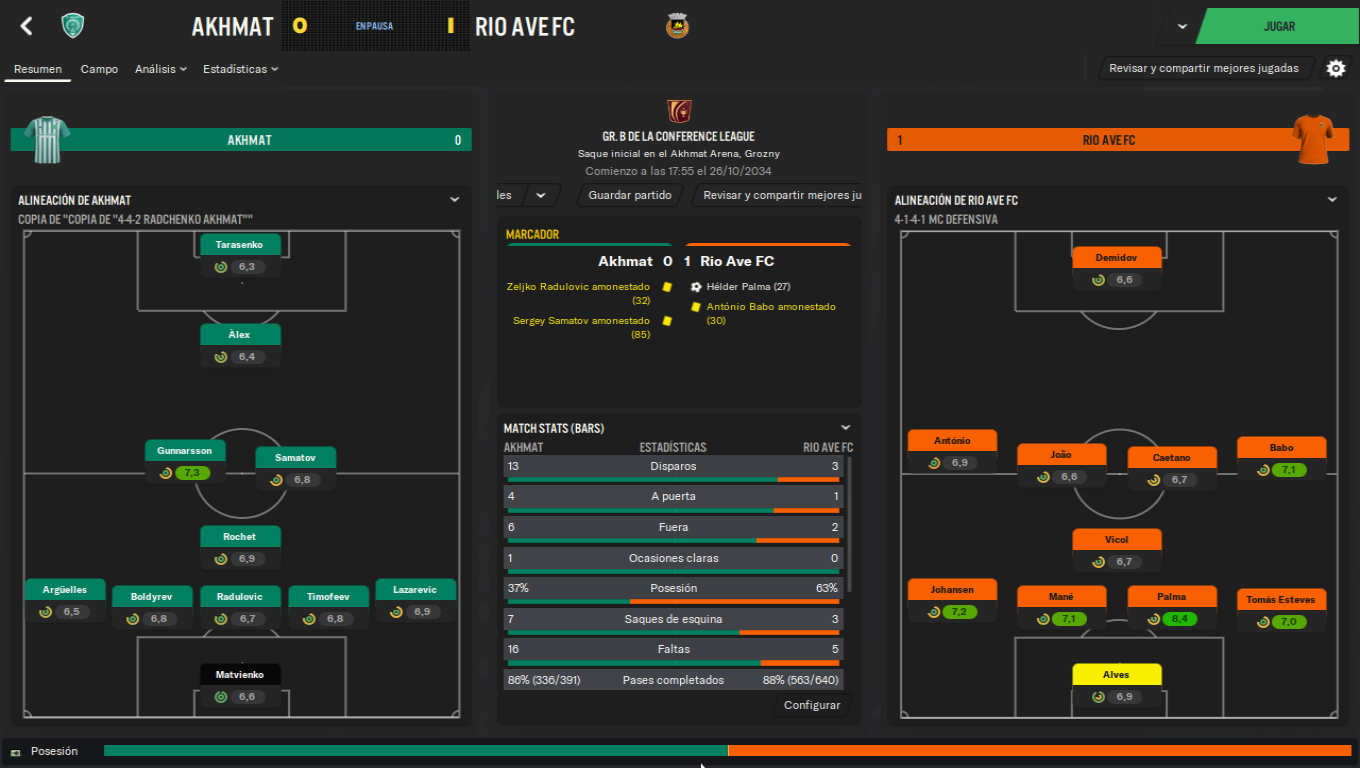 AKHMAT 0 EN PAUSA 1 RIO AVE FC
JUGAR
Resumen Campo Análisis Estadísticas
Revisar y compartir mejores jugadas
AKHMAT 0
GR. B DE LA CONFERENCE LEAGUE
Saque inicial en el Akhmat Arena, Grozny
Comienzo a las 17:55 el 26/10/2034
1 RIO AVE FC
les Guardar partido Revisar y compartir mejores ju
ALINEACIÓN DE AKHMAT
COPIA DE "COPIA DE "4-4-2 RADCHENKO AKHMAT""
Tarasenko
6,3
Àlex
6,4
Gunnarsson
7,3
Samatov
6,8
Rochet
6,9
Argüelles
6,5
Boldyrev
6,8
Radulovic
6,7
Timofeev
6,8
Lazarevic
6,9
Matvienko
6,6
MARCADOR
Akhmat 0 1 Rio Ave FC
Zeljko Radulovic amonestado
(32)
Sergey Samatov amonestado
(85)
Hélder Palma (27)
António Babo amonestado
(30)
MATCH STATS (BARS)
AKHMAT ESTADÍSTICAS RIO AVE FC
13 Disparos 3
4 A puerta 1
6 Fuera 2
1 Ocasiones claras 0
37% Posesión 63%
7 Saques de esquina 3
16 Faltas 5
86% (336/391) Pases completados 88% (563/640)
Configurar
ALINEACIÓN DE RIO AVE FC
4-1-4-1 MC DEFENSIVA
Demidov
6,6
António
6,9
João
6,6
Caetano
6,7
Babo
7,1
Vicol
6,7
Johansen
7,2
Mané
7,1
Palma
8,4
Tomás Esteves
7,0
Alves
6,9
Posesión